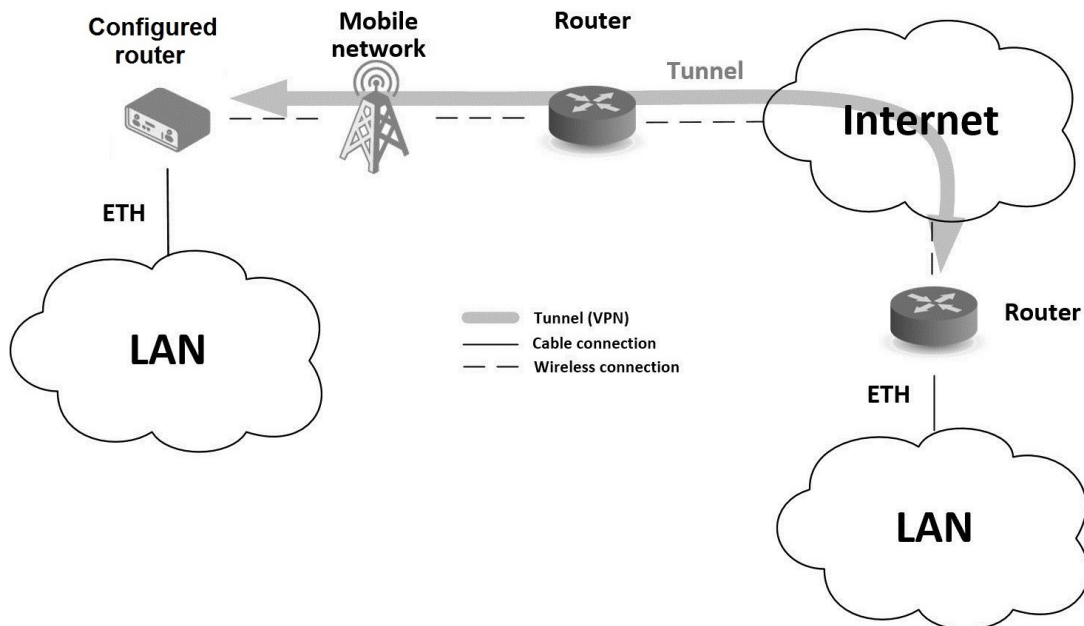 Configured
router
Mobile
network
Router
Tunnel
Internet
ETH
LAN
Tunnel (VPN)
Cable connection
Wireless connection
Router
ETH
LAN